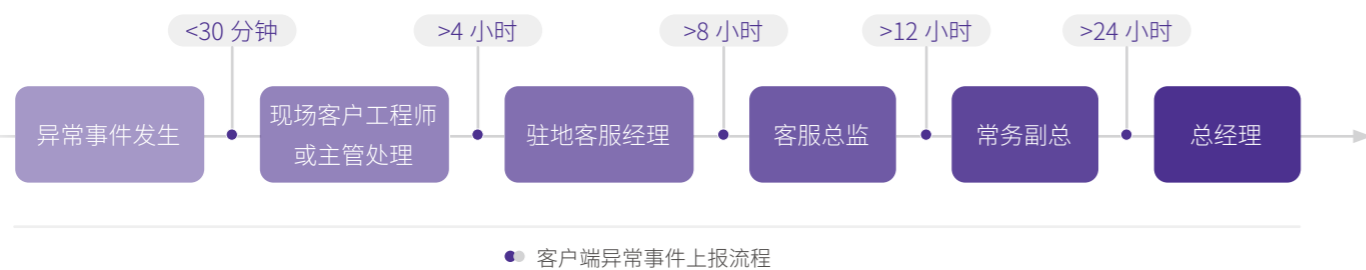 <30 分钟
>4 小时
>8 小时
>12 小时
>24 小时
异常事件发生
现场客户工程师
或主管处理
驻地客服经理
客服总监
常务副总
总经理
客户端异常事件上报流程